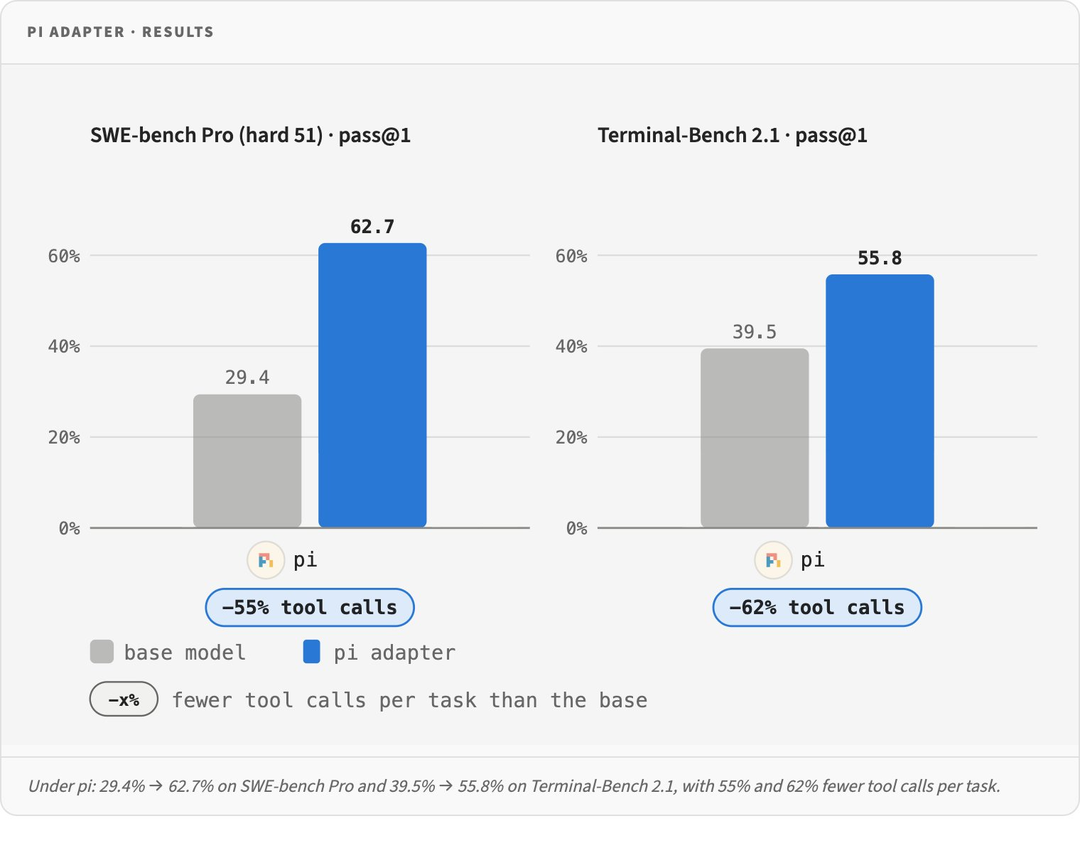 PI ADAPTER · RESULTS
SWE-bench Pro (hard 51) · pass@1
62.7
60%
40%
29.4
20%
0%
pi
−55% tool calls
Terminal-Bench 2.1 · pass@1
60%
55.8
40%
39.5
20%
0%
pi
−62% tool calls
base model
pi adapter
−x% fewer tool calls per task than the base
Under pi: 29.4% → 62.7% on SWE-bench Pro and 39.5% → 55.8% on Terminal-Bench 2.1, with 55% and 62% fewer tool calls per task.